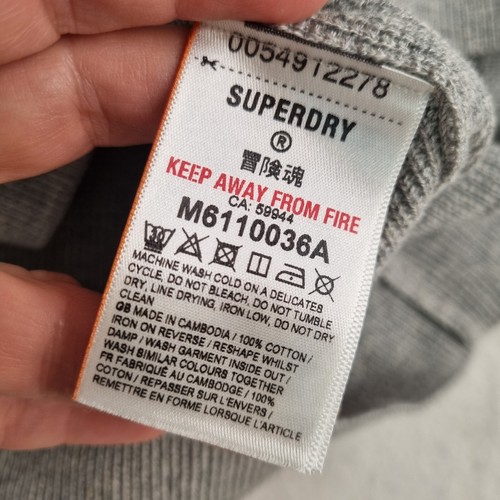 0054912278
SUPERDRY
®
冒険魂
KEEP AWAY FROM FIRE
CA: 59944
M6110036A
30
MACHINE WASH COLD ON A DELICATES
CYCLE, DO NOT BLEACH, DO NOT TUMBLE
DRY, LINE DRYING, IRON LOW, DO NOT DRY
CLEAN
GB MADE IN CAMBODIA / 100% COTTON /
IRON ON REVERSE / RESHAPE WHILST
DAMP / WASH GARMENT INSIDE OUT /
WASH SIMILAR COLOURS TOGETHER
FR FABRIQUÉ AU CAMBODGE / 100%
COTON / REPASSER SUR L'ENVERS /
REMETTRE EN FORME LORSQUE L'ARTICLE